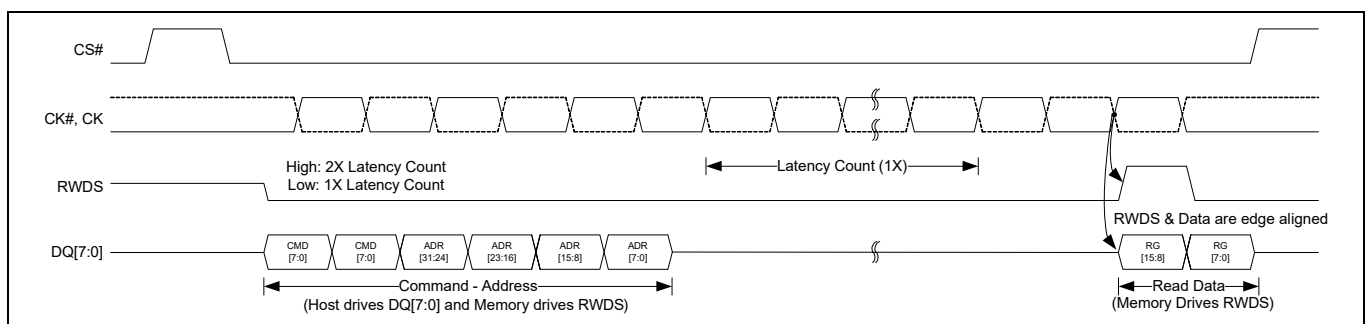 CS#
CK#, CK
High: 2X Latency Count
Low: 1X Latency Count
Latency Count (1X)
RWDS
RWDS & Data are edge aligned
DQ[7:0]
CMD [7:0]
CMD [7:0]
ADR [31:24]
ADR [23:16]
ADR [15:8]
ADR [7:0]
RG [15:8]
RG [7:0]
Command - Address
(Host drives DQ[7:0] and Memory drives RWDS)
Read Data
(Memory Drives RWDS)